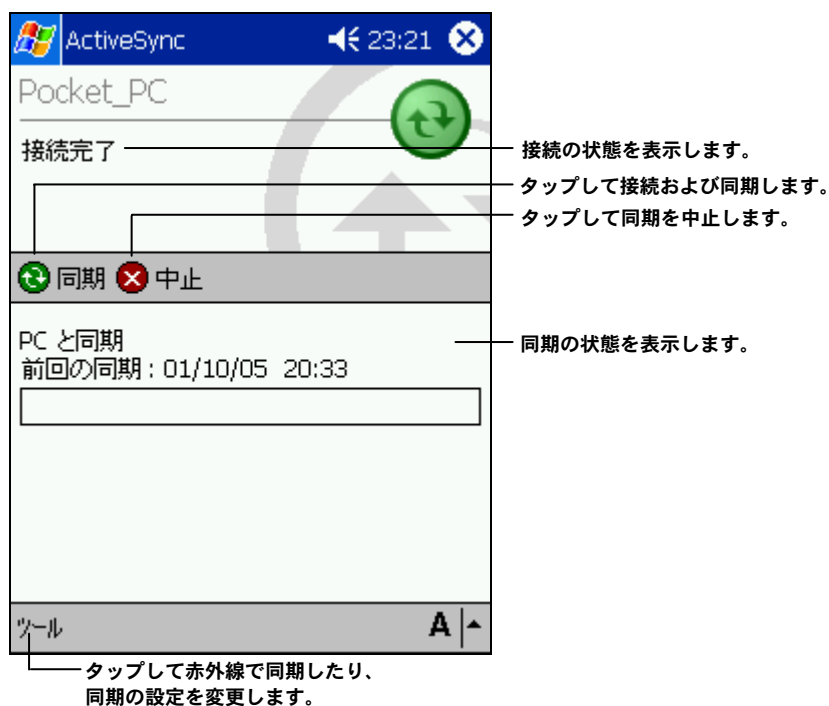 ActiveSync 23:21
Pocket_PC
接続完了
接続の状態を表示します。
タップして接続および同期します。
タップして同期を中止します。
同期 中止
PC と同期
前回の同期 : 01/10/05 20:33
同期の状態を表示します。
ツール A
タップして赤外線で同期したり、
同期の設定を変更します。